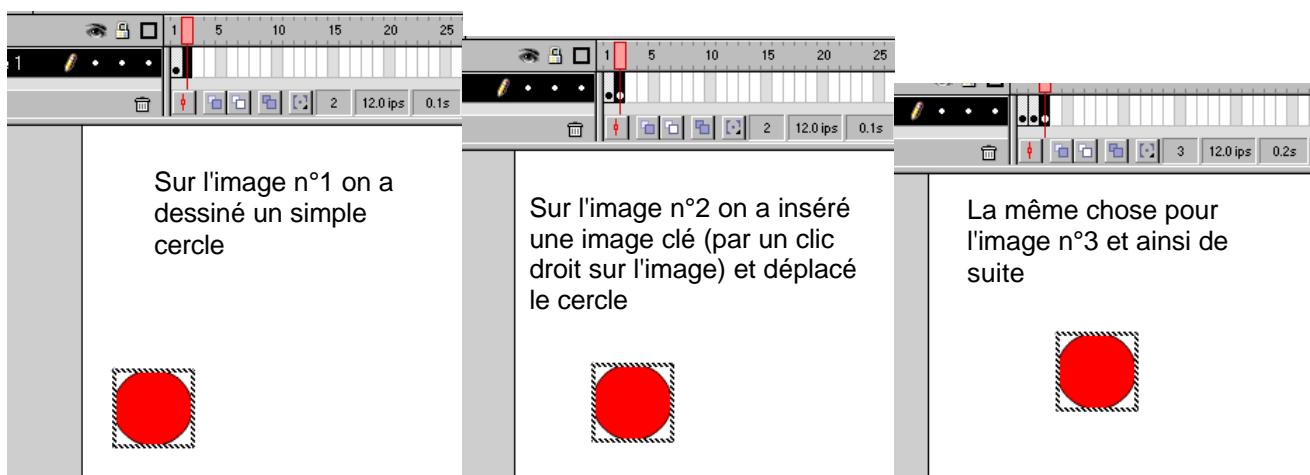 1 5 10 15 20 25
1
2 12.0 ips 0.1s
Sur l'image n°1 on a
dessiné un simple
cercle
1 5 10 15 20 25
2 12.0 ips 0.1s
Sur l'image n°2 on a inséré
une image clé (par un clic
droit sur l'image) et déplacé
le cercle
3 12.0 ips 0.2s
La même chose pour
l'image n°3 et ainsi de
suite